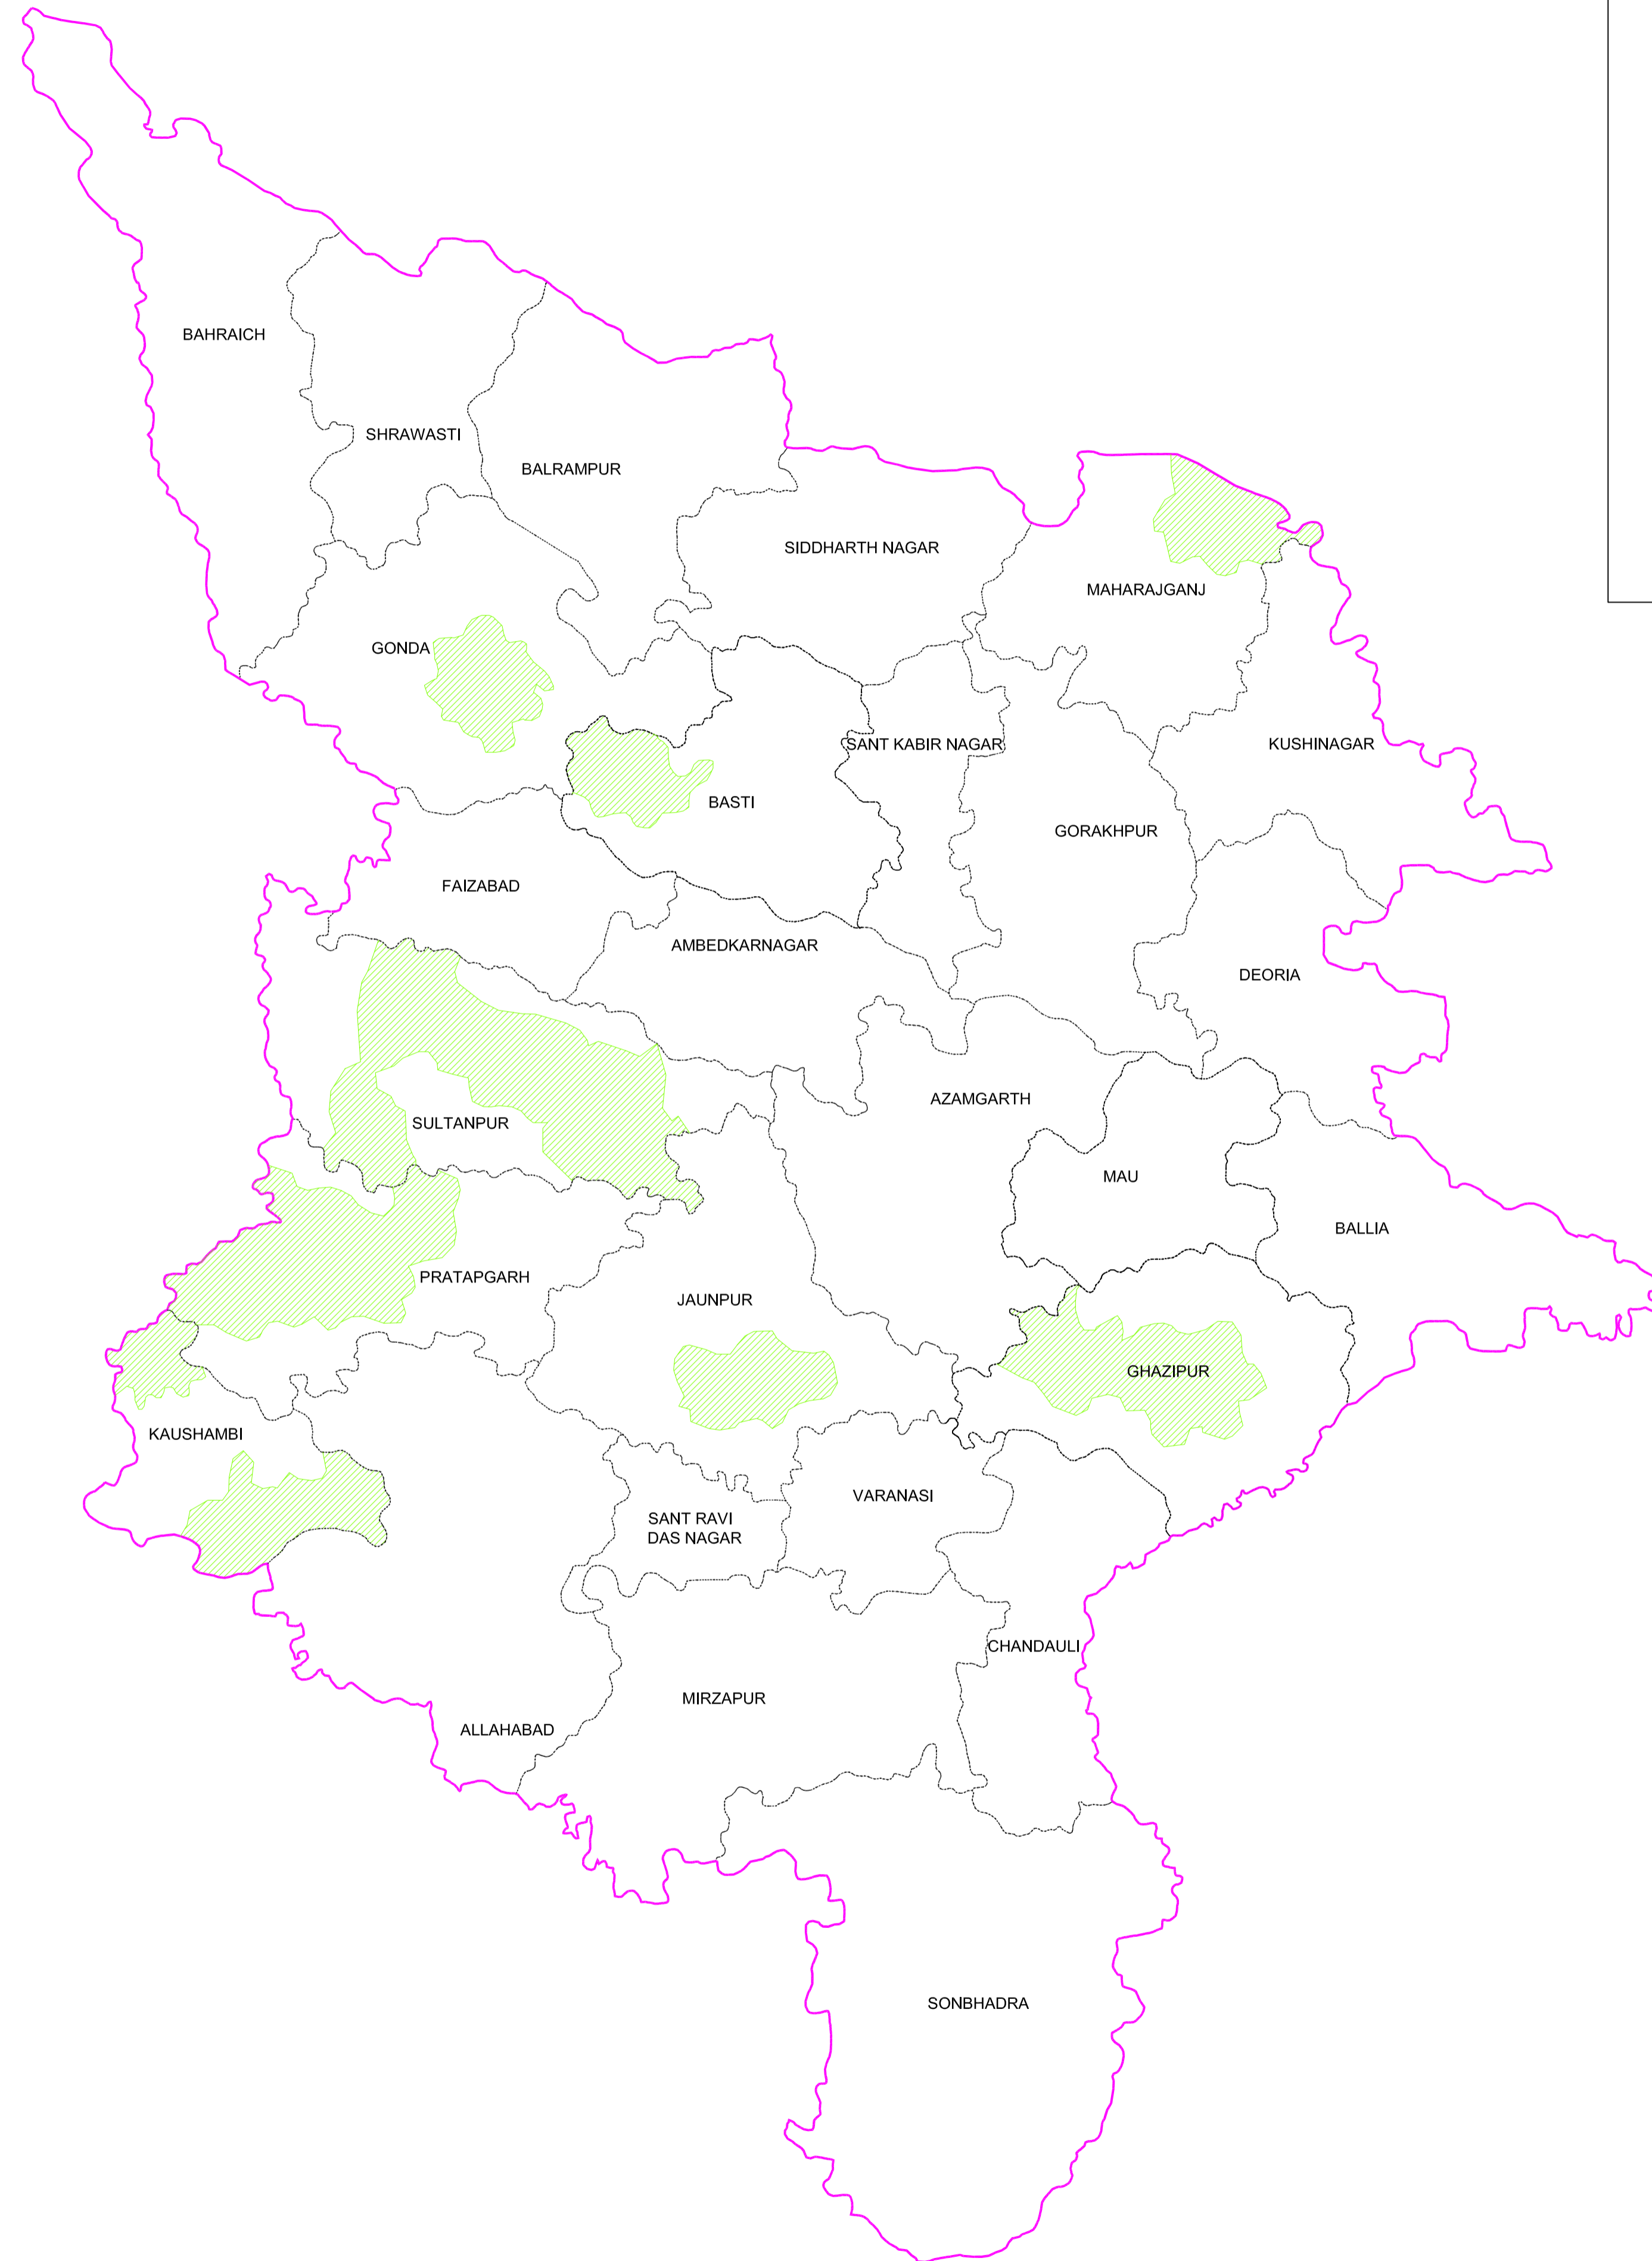 BAHRAICH
SHRAWASTI
BALRAMPUR
SIDDHARTH NAGAR
MAHARAJGANJ
GONDA
SANT KABIR NAGAR
KUSHINAGAR
BASTI
GORAKHPUR
FAIZABAD
AMBEDKARNAGAR
DEORIA
AZAMGARTH
SULTANPUR
MAU
BALLIA
PRATAPGARH
JAUNPUR
GHAZIPUR
KAUSHAMBI
VARANASI
SANT RAVI
DAS NAGAR
CHANDAULI
MIRZAPUR
ALLAHABAD
SONBHADRA